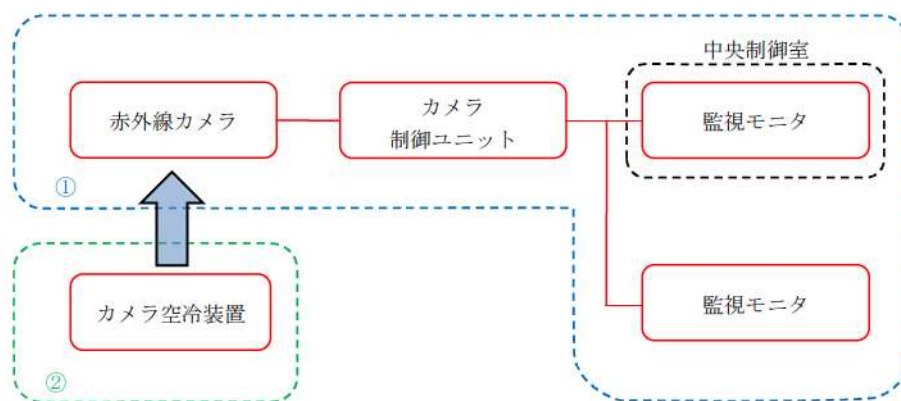 中央制御室
赤外線カメラ
カメラ
制御ユニット
監視モニタ
①
カメラ空冷装置
監視モニタ
②